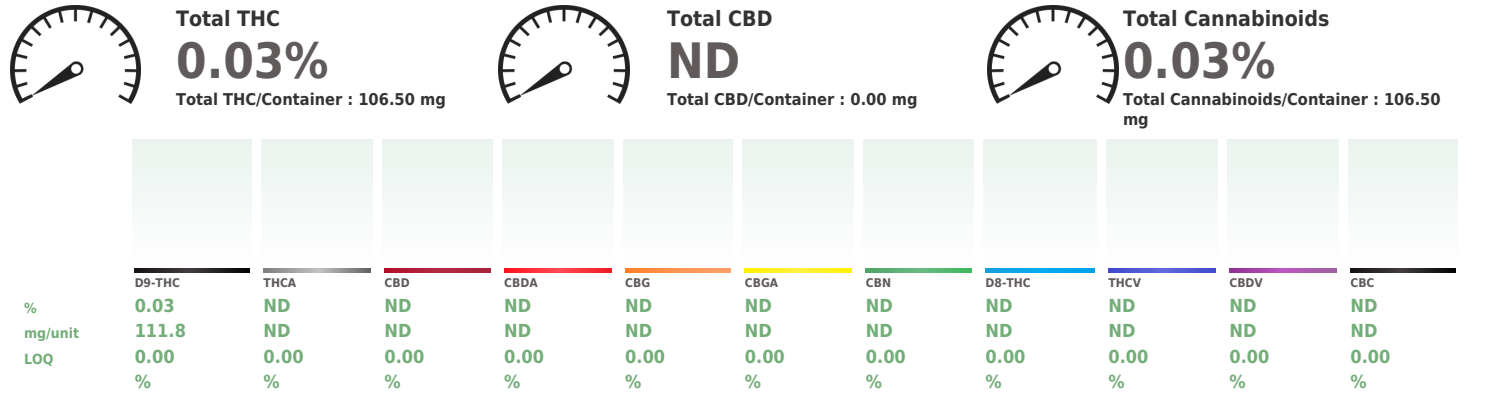 Total THC
0.03%
Total THC/Container : 106.50 mg
Total CBD
ND
Total CBD/Container : 0.00 mg
Total Cannabinoids
0.03%
Total Cannabinoids/Container : 106.50
mg
D9-THC THCA CBD CBDA CBG CBGA CBN D8-THC THCV CBDV CBC
% 0.03 ND ND ND ND ND ND ND ND ND ND
mg/unit 111.8 ND ND ND ND ND ND ND ND ND ND
LOQ 0.00 0.00 0.00 0.00 0.00 0.00 0.00 0.00 0.00 0.00 0.00
% % % % % % % % % % %